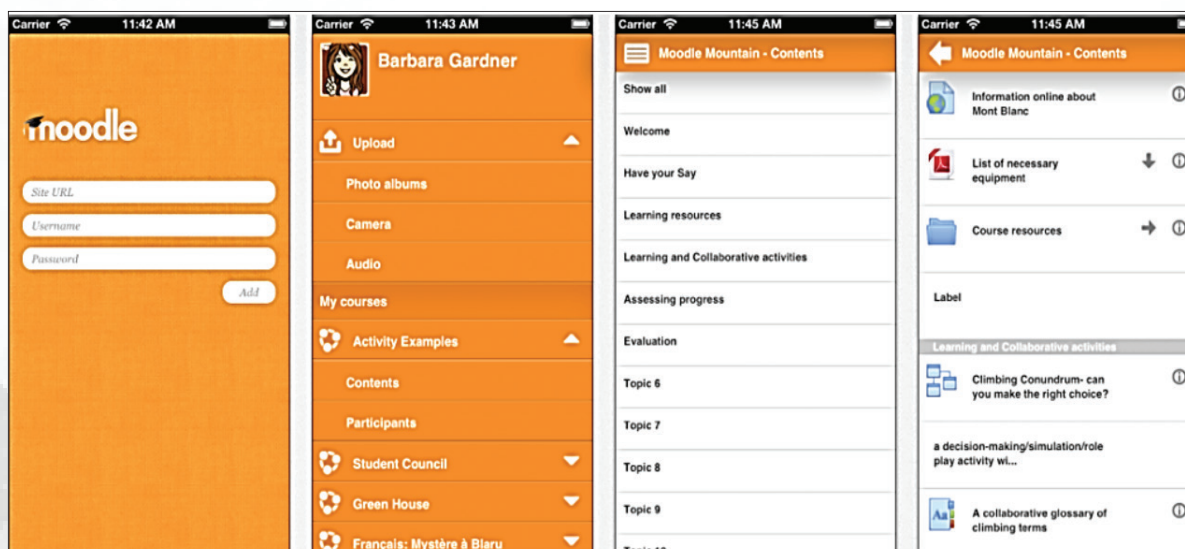 Carrier 11:42 AM
moodle
Site URL
Username
Password
Add
Carrier 11:43 AM
Barbara Gardner
Upload
Photo albums
Camera
Audio
My courses
Activity Examples
Contents
Participants
Student Council
Green House
Français: Mystère à Blaru
Carrier 11:45 AM
Moodle Mountain - Contents
Show all
Welcome
Have your Say
Learning resources
Learning and Collaborative activities
Assessing progress
Evaluation
Topic 6
Topic 7
Topic 8
Topic 9
Carrier 11:45 AM
Moodle Mountain - Contents
Information online about
Mont Blanc
List of necessary
equipment
Course resources
Label
Learning and Collaborative activities
Climbing Conundrum- can
you make the right choice?
a decision-making/simulation/role
play activity wi...
Aa
A collaborative glossary of
climbing terms